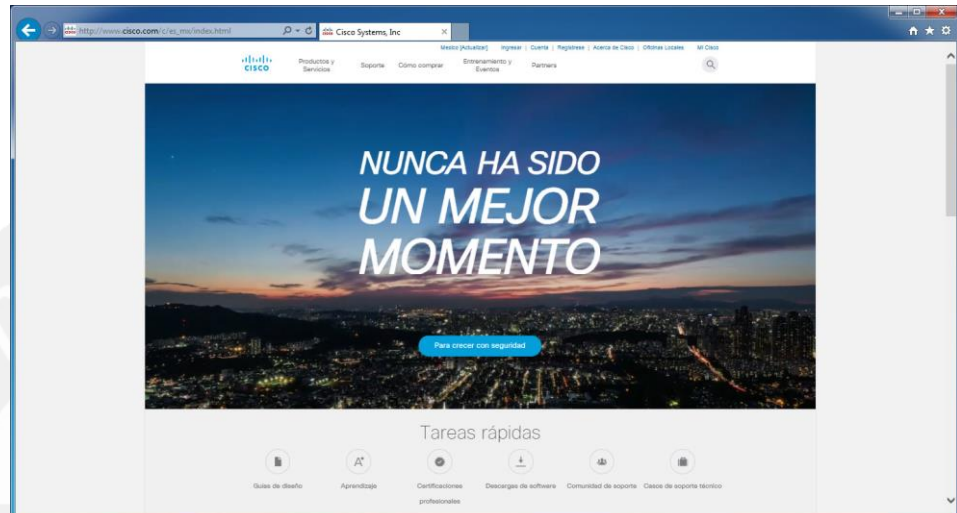 http://www.cisco.com/c/es_mx/index.html
Cisco Systems, Inc
Mexico [Actualizar] Ingresar | Cuenta | Regístrese | Acerca de Cisco | Oficinas Locales Mi Cisco
CISCO
Productos y
Servicios
Soporte
Cómo comprar
Entrenamiento y
Eventos
Partners
NUNCA HA SIDO
UN MEJOR
MOMENTO
Para crecer con seguridad
Tareas rápidas
Guías de diseño
Aprendizaje
Certificaciones
profesionales
Descargas de software
Comunidad de soporte
Casos de soporte técnico